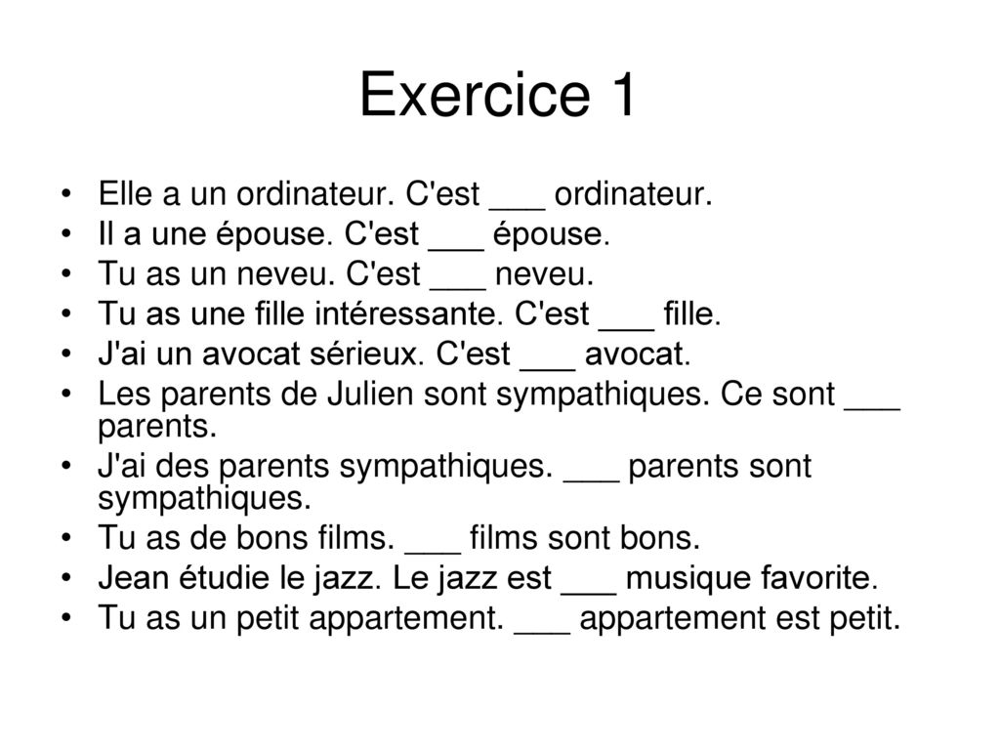 Exercice 1
• Elle a un ordinateur. C'est ___ ordinateur.
• Il a une épouse. C'est ___ épouse.
• Tu as un neveu. C'est ___ neveu.
• Tu as une fille intéressante. C'est ___ fille.
• J'ai un avocat sérieux. C'est ___ avocat.
• Les parents de Julien sont sympathiques. Ce sont ___
parents.
• J'ai des parents sympathiques. ___ parents sont
sympathiques.
• Tu as de bons films. ___ films sont bons.
• Jean étudie le jazz. Le jazz est ___ musique favorite.
• Tu as un petit appartement. ___ appartement est petit.